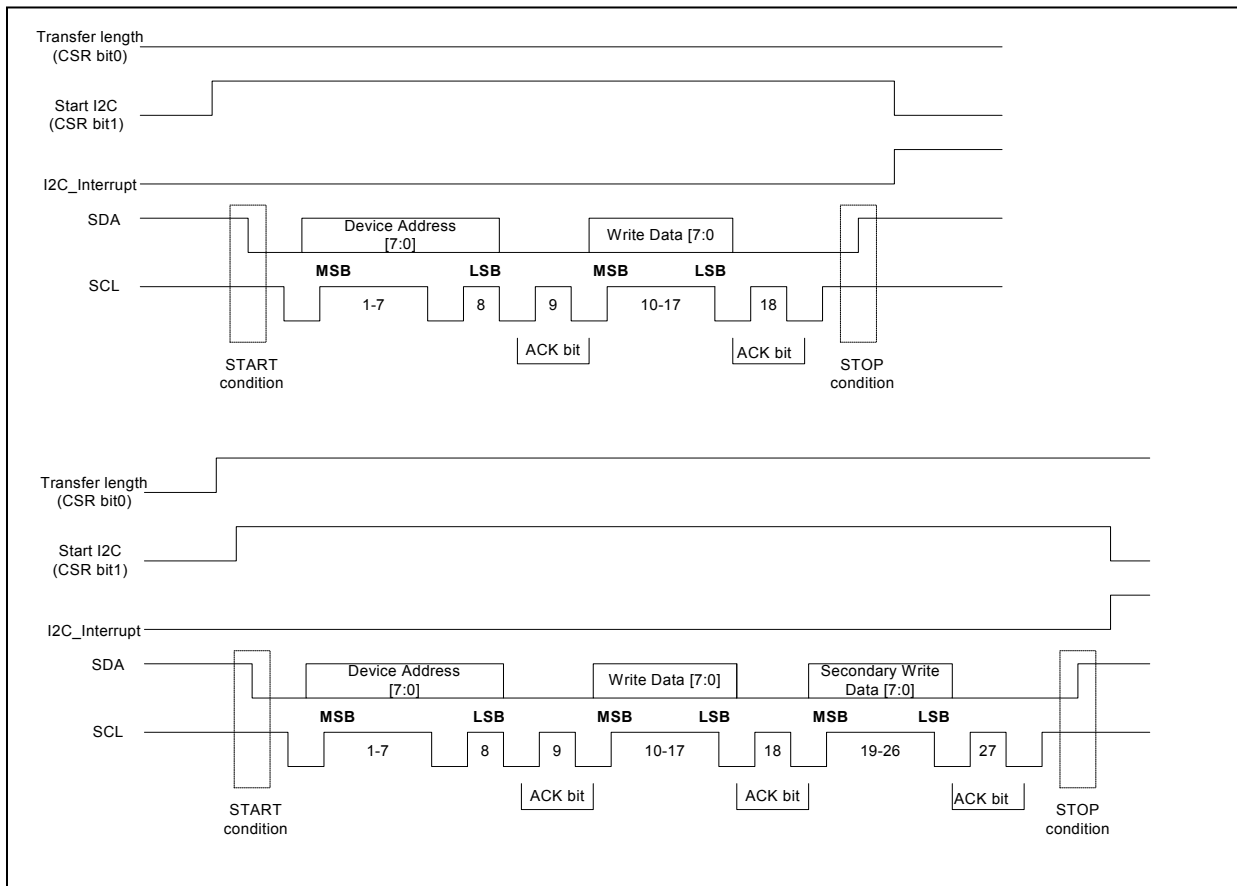 Transfer length
(CSR bit0)
Start I2C
(CSR bit1)
I2C_Interrupt
SDA
Device Address
[7:0]
Write Data [7:0
MSB
LSB
MSB
LSB
SCL
1-7
8
9
10-17
18
ACK bit
ACK bit
START
condition
STOP
condition
Transfer length
(CSR bit0)
Start I2C
(CSR bit1)
I2C_Interrupt
SDA
Device Address
[7:0]
Write Data [7:0]
Secondary Write
Data [7:0]
MSB
LSB
MSB
LSB
MSB
LSB
SCL
1-7
8
9
10-17
18
19-26
27
ACK bit
ACK bit
ACK bit
START
condition
STOP
condition